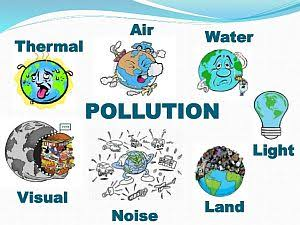 Air
Water
Thermal
POLLUTION
Light
Visual
Land
Noise